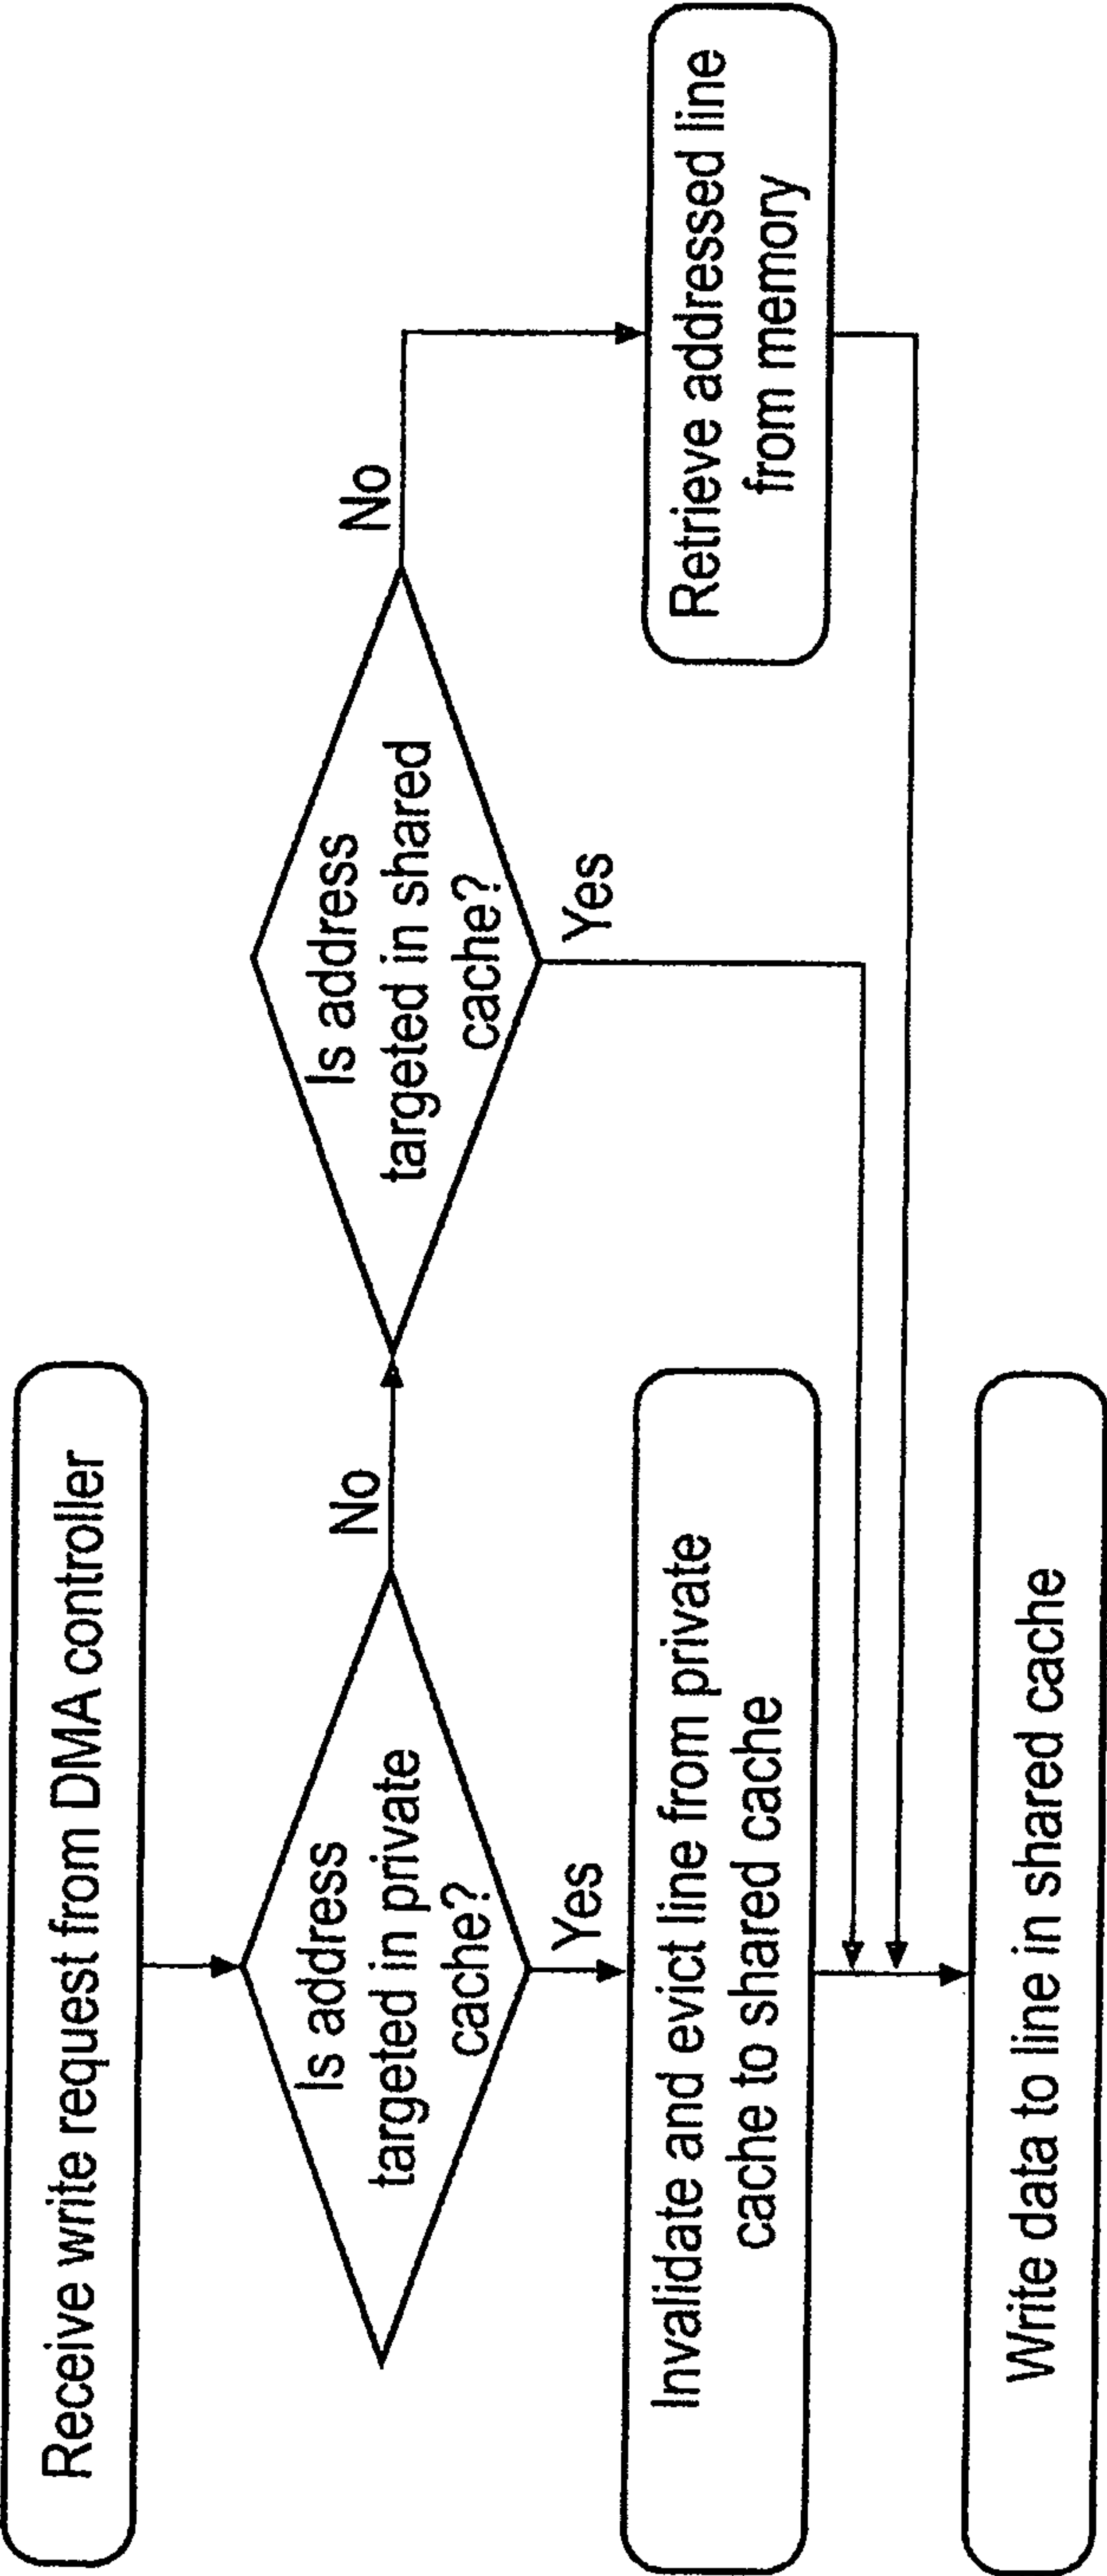 Receive write request from DMA controller
Is address
targeted in private
cache?
No
Is address
targeted in shared
cache?
No
Yes
Yes
Invalidate and evict line from private
cache to shared cache
Retrieve addressed line
from memory
Write data to line in shared cache